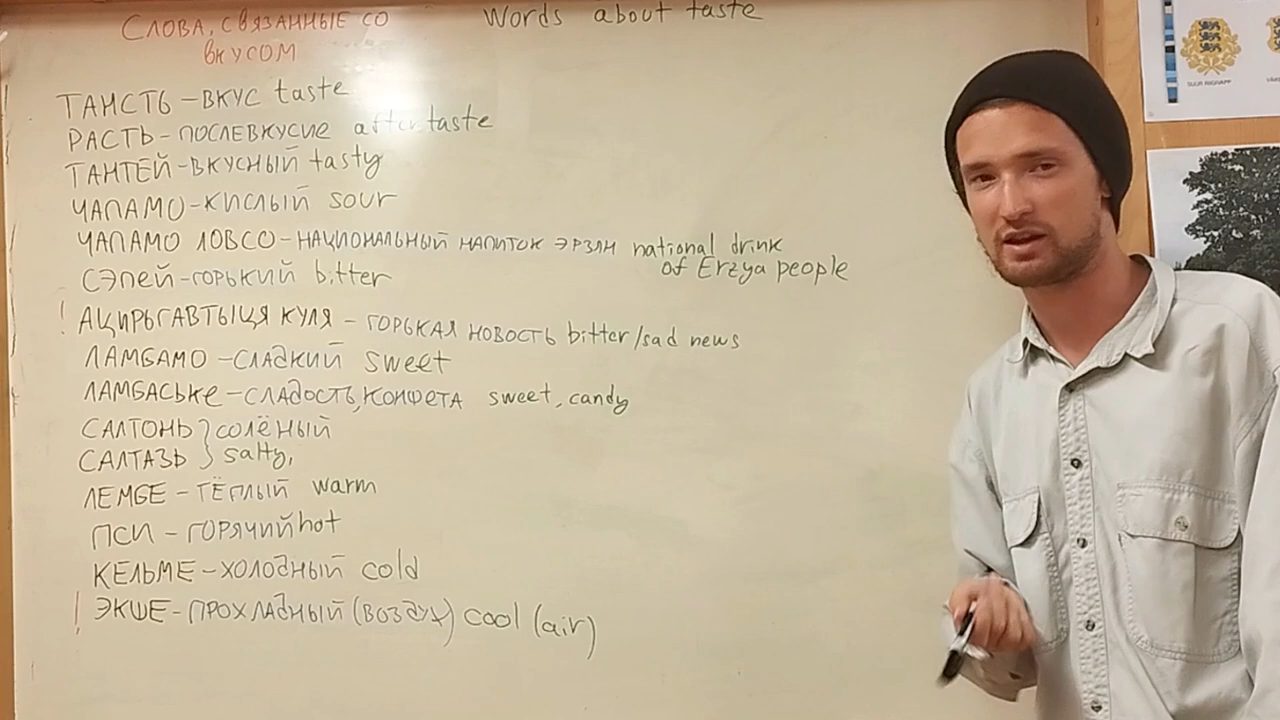 Слова, связанные со
вкусом
Words about taste
ТАНСТЬ – ВКУС taste
РАСТЬ – ПОСЛЕВКУСИЕ aftertaste
ТАНТЕЙ – ВКУСНЫЙ tasty
ЧАПАМО – КИСЛЫЙ sour
ЧАПАМО ЛОВСО – НАЦИОНАЛЬНЫЙ НАПИТОК ЭРЗЯН national drink
of Erzya people
СЭПЕЙ – ГОРЬКИЙ bitter
! АЦИРЬГАВТЫЦЯ КУЛЯ – ГОРЬКАЯ НОВОСТЬ bitter/sad news
ЛАМБАМО – СЛАДКИЙ sweet
ЛАМБАСЬКЕ – СЛАДОСТЬ, КОНФЕТА sweet, candy
САЛТОНЬ } СОЛЁНЫЙ
САЛТАЗЬ } salty,
ЛЕМБЕ – ТЁПЛЫЙ warm
ПСИ – ГОРЯЧИЙ hot
КЕЛЬМЕ – ХОЛОДНЫЙ cold
! ЭКШЕ – ПРОХЛАДНЫЙ (ВОЗДУХ) cool (air)
SUUR RIIGIVAPP